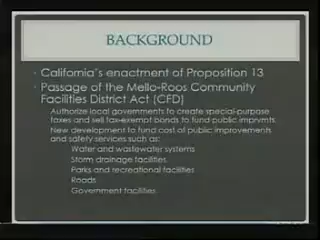 BACKGROUND
California's enactment of Proposition 13
Passage of the Mello-Roos Community
Facilities District Act (CFD)
Authorize local governments to create special-purpose
taxes and sell tax-exempt bonds to fund public imprvmts.
New development to fund cost of public improvements
and safety services such as:
Water and wastewater systems
Storm drainage facilities
Parks and recreational facilities
Roads
Government facilities